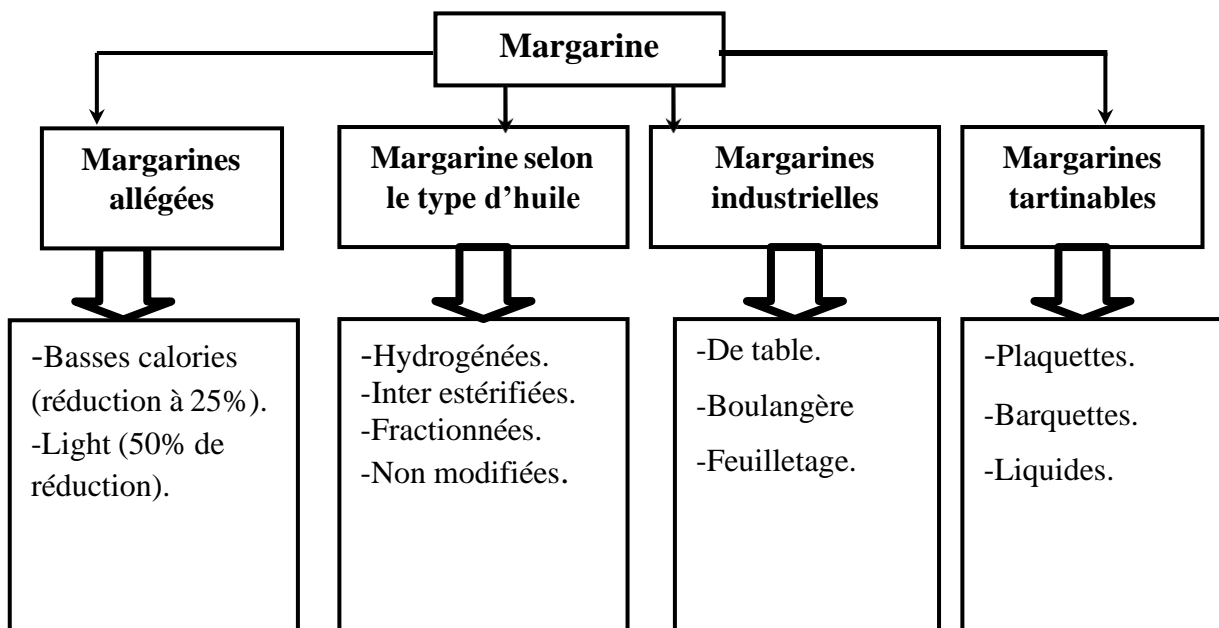 Margarine
Margarines
allégées
Margarine selon
le type d’huile
Margarines
industrielles
Margarines
tartinables
-Basses calories
(réduction à 25%).
-Light (50% de
réduction).
-Hydrogénées.
-Inter estérifiées.
-Fractionnées.
-Non modifiées.
-De table.
-Boulangère
-Feuilletage.
-Plaquettes.
-Barquettes.
-Liquides.